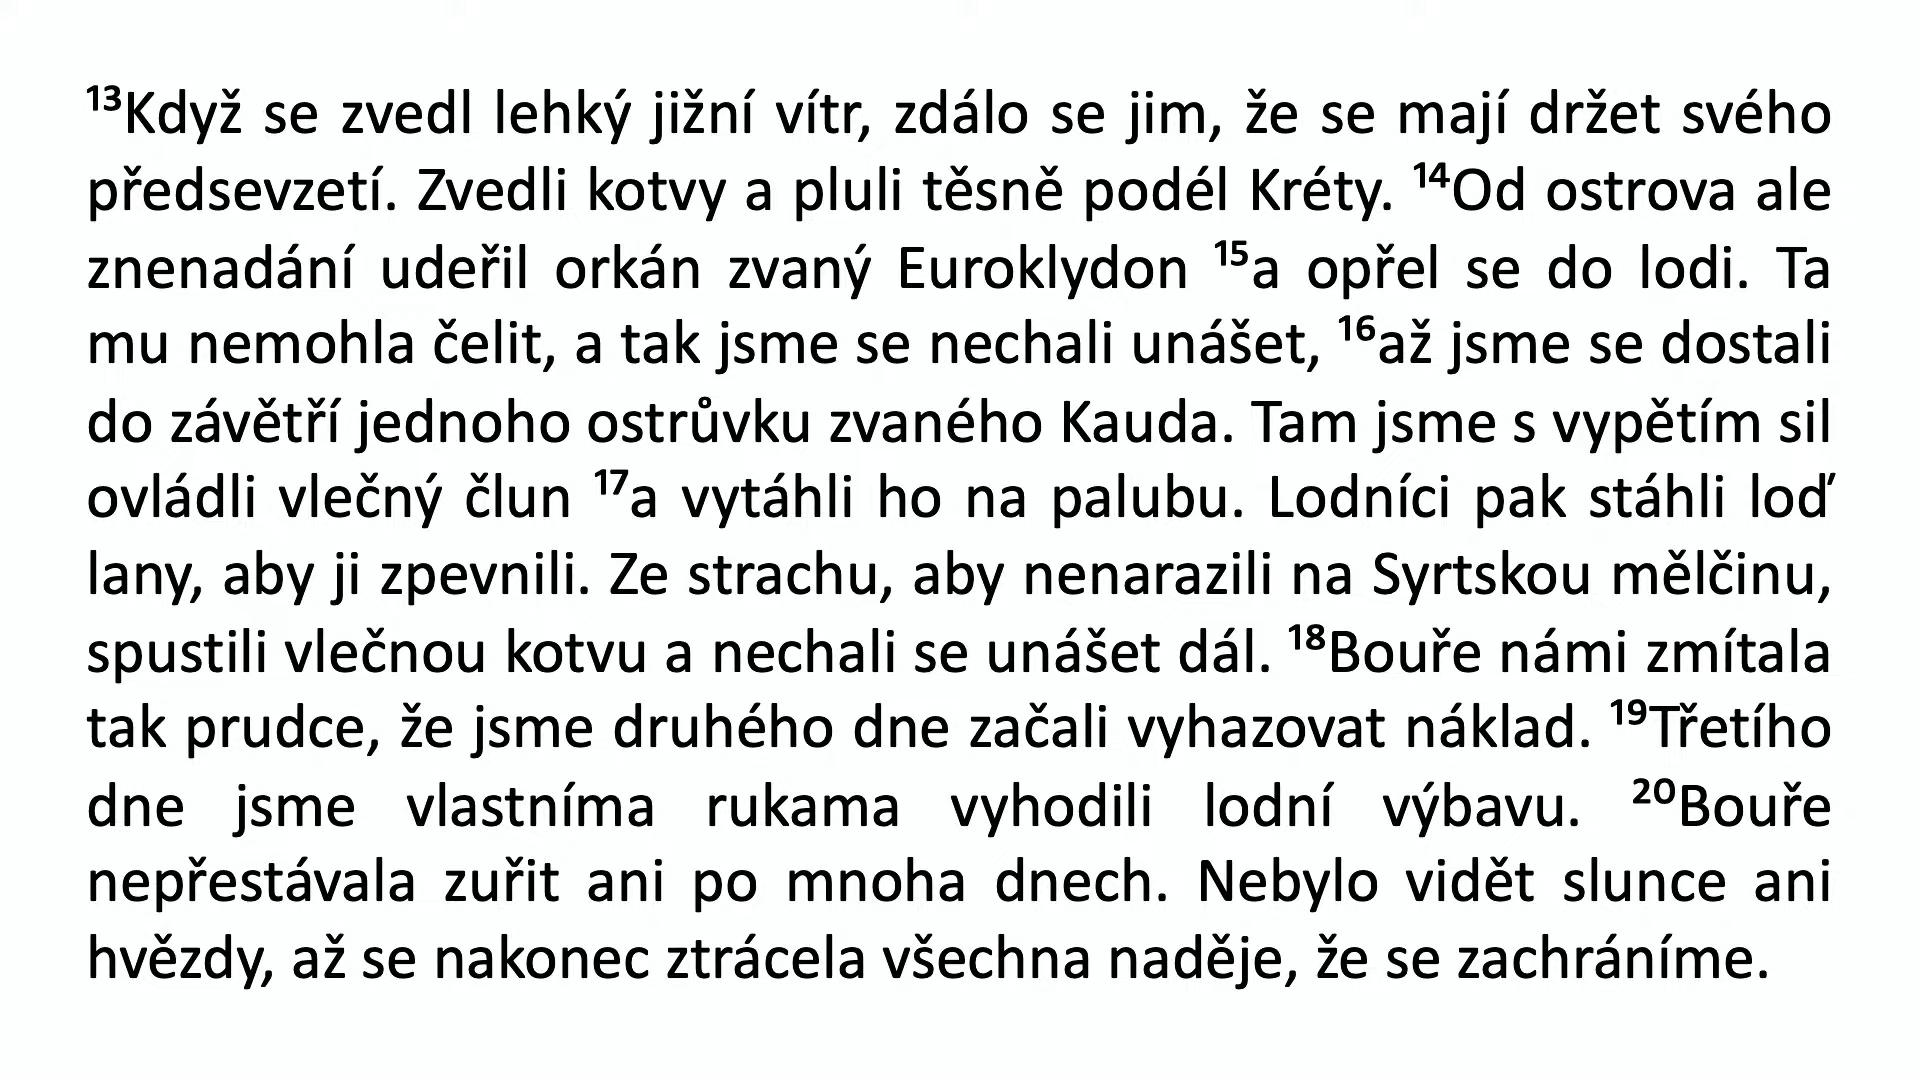 ¹³Když se zvedl lehký jižní vítr, zdálo se jim, že se mají držet svého
předsevzetí. Zvedli kotvy a pluli těsně podél Kréty. ¹⁴Od ostrova ale
znenadání udeřil orkán zvaný Euroklydon ¹⁵a opřel se do lodi. Ta
mu nemohla čelit, a tak jsme se nechali unášet, ¹⁶až jsme se dostali
do závětří jednoho ostrůvku zvaného Kauda. Tam jsme s vypětím sil
ovládli vlečný člun ¹⁷a vytáhli ho na palubu. Lodníci pak stáhli loď
lany, aby ji zpevnili. Ze strachu, aby nenarazili na Syrtskou mělčinu,
spustili vlečnou kotvu a nechali se unášet dál. ¹⁸Bouře námi zmítala
tak prudce, že jsme druhého dne začali vyhazovat náklad. ¹⁹Třetího
dne jsme vlastníma rukama vyhodili lodní výbavu. ²⁰Bouře
nepřestávala zuřit ani po mnoha dnech. Nebylo vidět slunce ani
hvězdy, až se nakonec ztrácela všechna naděje, že se zachráníme.